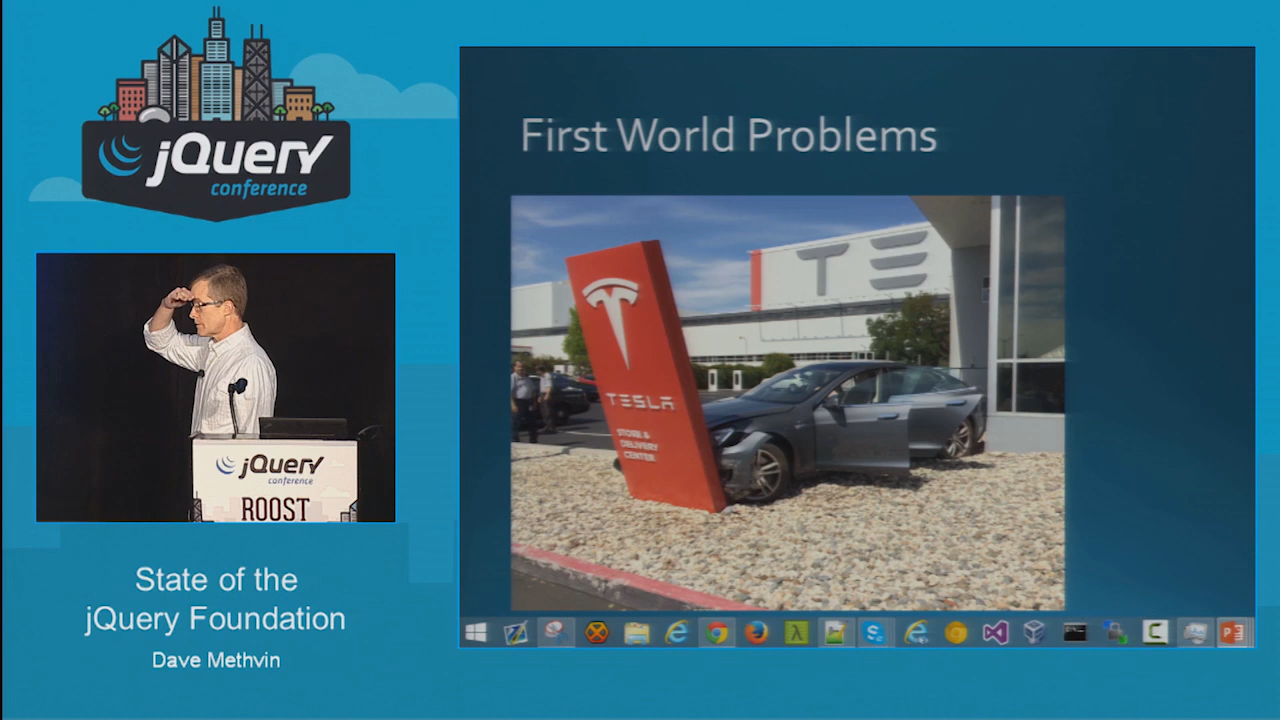 jQuery
conference
First World Problems
TE
TESLA
STORE &
DELIVERY
CENTER
jQuery
conference
ROOST
State of the
jQuery Foundation
Dave Methvin